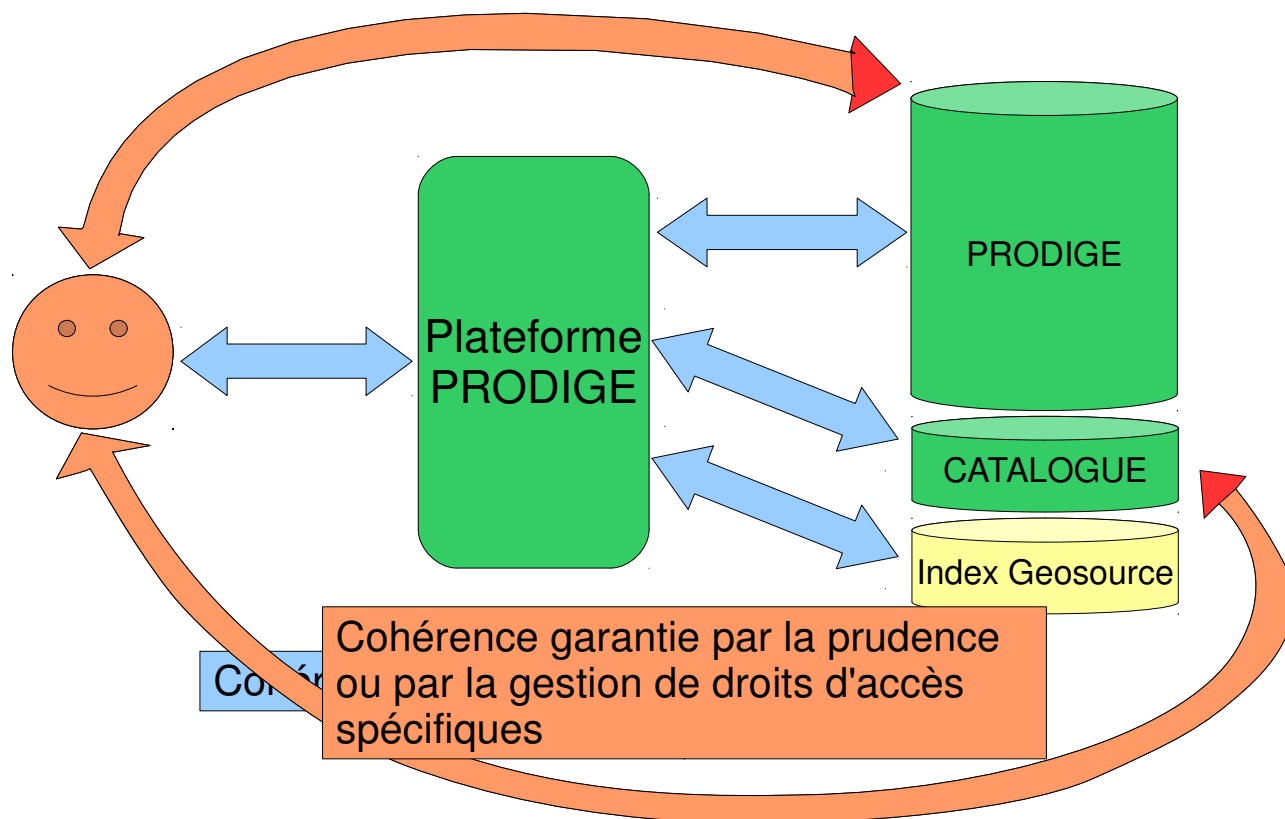 PRODIGE
Plateforme
PRODIGE
CATALOGUE
Index Geosource
Cohérence garantie par la prudence
ou par la gestion de droits d'accès
spécifiques